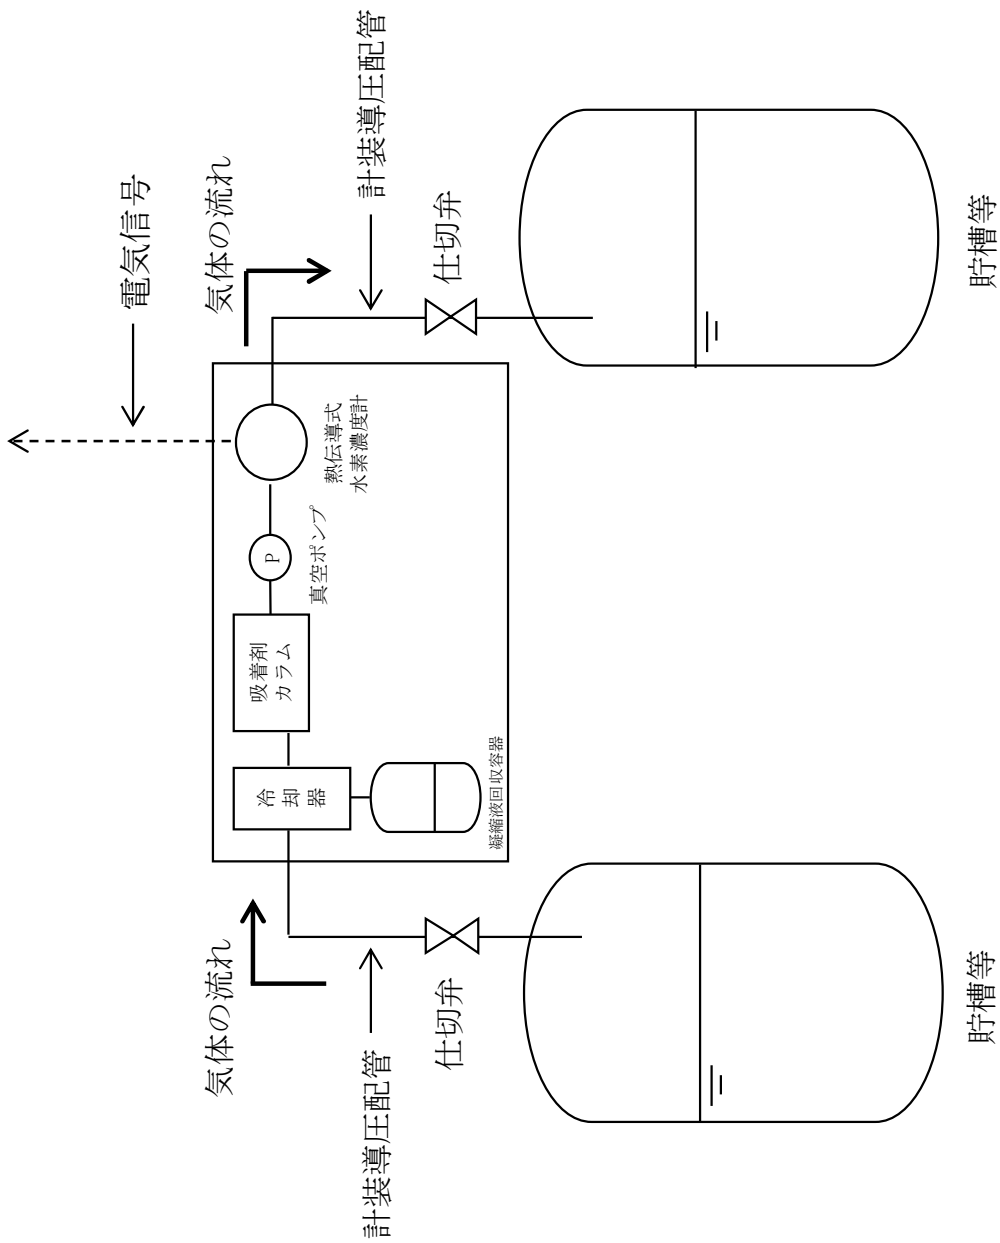 電気信号
気体の流れ
気体の流れ
計装導圧配管
計装導圧配管
仕切弁
仕切弁
冷
却
器
吸着剤
カラム
P
真空ポンプ
熱伝導式
水素濃度計
凝縮液回収容器
貯槽等
貯槽等